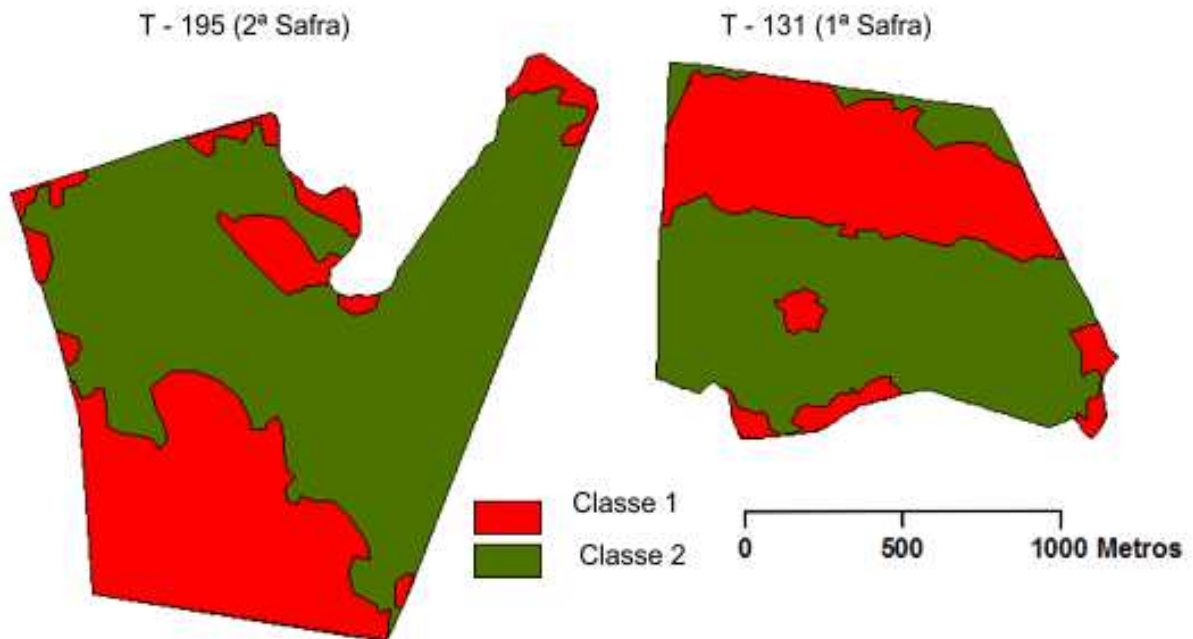 T - 195 (2ª Safra)
T - 131 (1ª Safra)
Classe 1
Classe 2
0 500 1000 Metros